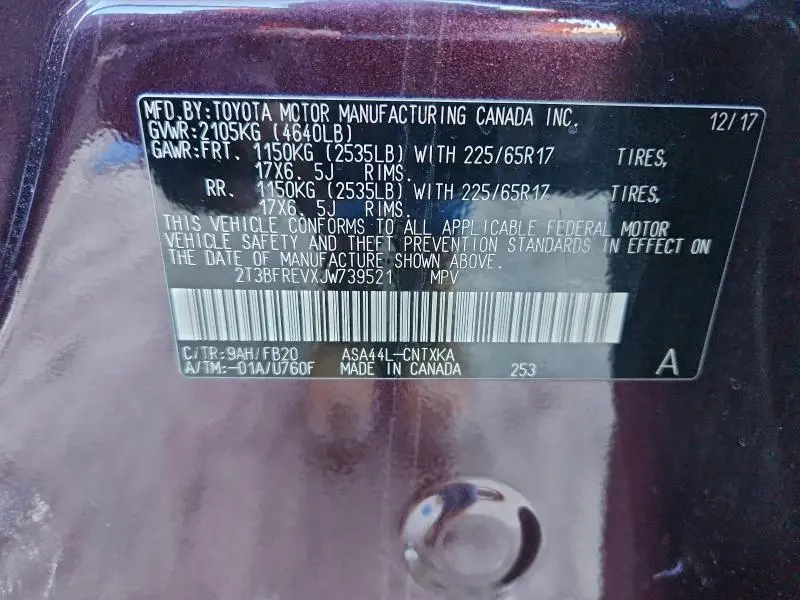 MFD.BY:TOYOTA MOTOR MANUFACTURING CANADA INC. 12/17
GVWR:2105KG (4640LB)
GAWR:FRT. 1150KG (2535LB) WITH 225/65R17 TIRES,
17X6. 5J RIMS.
RR. 1150KG (2535LB) WITH 225/65R17 TIRES,
17X6. 5J RIMS.
THIS VEHICLE CONFORMS TO ALL APPLICABLE FEDERAL MOTOR
VEHICLE SAFETY AND THEFT PREVENTION STANDARDS IN EFFECT ON
THE DATE OF MANUFACTURE SHOWN ABOVE.
2T3BFREVXJW739521 MPV
C/TR:9AH/FB20 ASA44L-CNTXKA
A/TM:-01A/U760F MADE IN CANADA 253 A